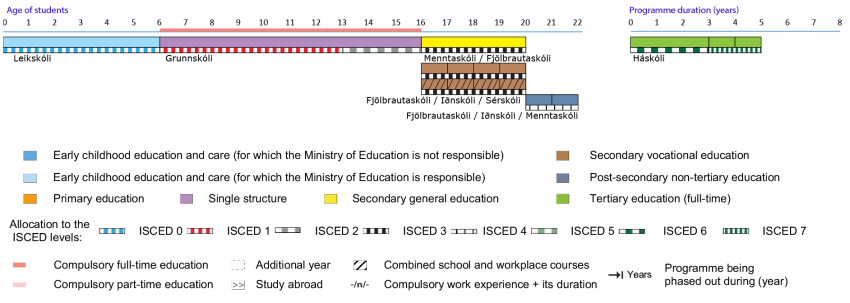 Age of students
Programme duration (years)
0 1 2 3 4 5 6 7 8 9 10 11 12 13 14 15 16 17 18 19 20 21 22
0 1 2 3 4 5 6 7 8
Leikskóli
Grunnskóli
Menntaskóli / Fjölbrautaskóli
Háskóli
Fjölbrautaskóli / Iðnskóli / Sérskóli
Fjölbrautaskóli / Iðnskóli / Menntaskóli
Early childhood education and care (for which the Ministry of Education is not responsible)
Secondary vocational education
Early childhood education and care (for which the Ministry of Education is responsible)
Post-secondary non-tertiary education
Primary education
Single structure
Secondary general education
Tertiary education (full-time)
Allocation to the
ISCED levels:
ISCED 0
ISCED 1
ISCED 2
ISCED 3
ISCED 4
ISCED 5
ISCED 6
ISCED 7
Compulsory full-time education
Additional year
Combined school and workplace courses
Years
Programme being
phased out during (year)
Compulsory part-time education
>> Study abroad
-/n/- Compulsory work experience + its duration